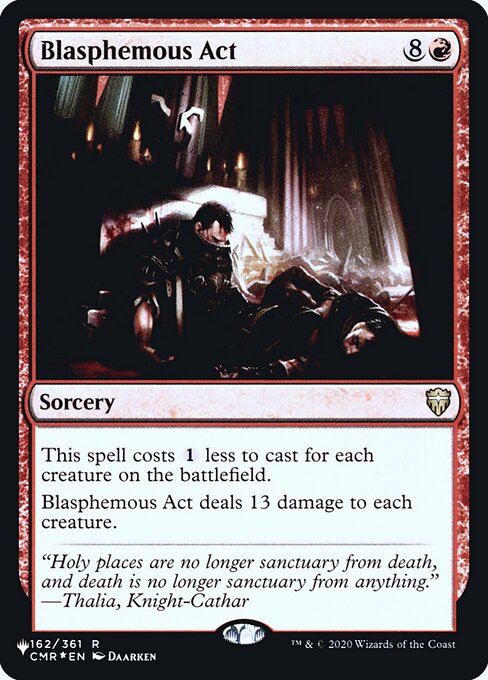 Blasphemous Act 8
Sorcery
This spell costs 1 less to cast for each
creature on the battlefield.
Blasphemous Act deals 13 damage to each
creature.
“Holy places are no longer sanctuary from death,
and death is no longer sanctuary from anything.”
—Thalia, Knight-Cathar
162/361 R
CMR★EN DAARKEN
™ & © 2020 Wizards of the Coast